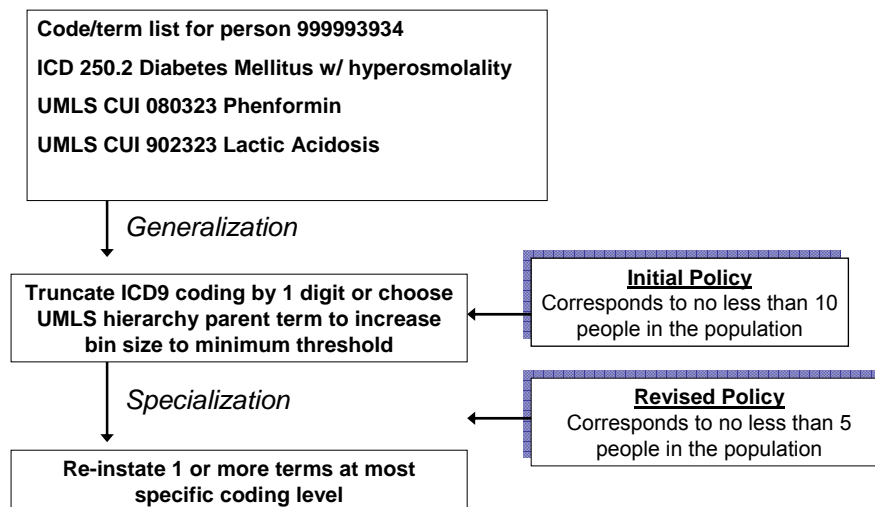 Code/term list for person 999993934
ICD 250.2 Diabetes Mellitus w/ hyperosmolality
UMLS CUI 080323 Phenformin
UMLS CUI 902323 Lactic Acidosis
Generalization
Truncate ICD9 coding by 1 digit or choose
UMLS hierarchy parent term to increase
bin size to minimum threshold
Initial Policy
Corresponds to no less than 10
people in the population
Specialization
Revised Policy
Corresponds to no less than 5
people in the population
Re-instate 1 or more terms at most
specific coding level